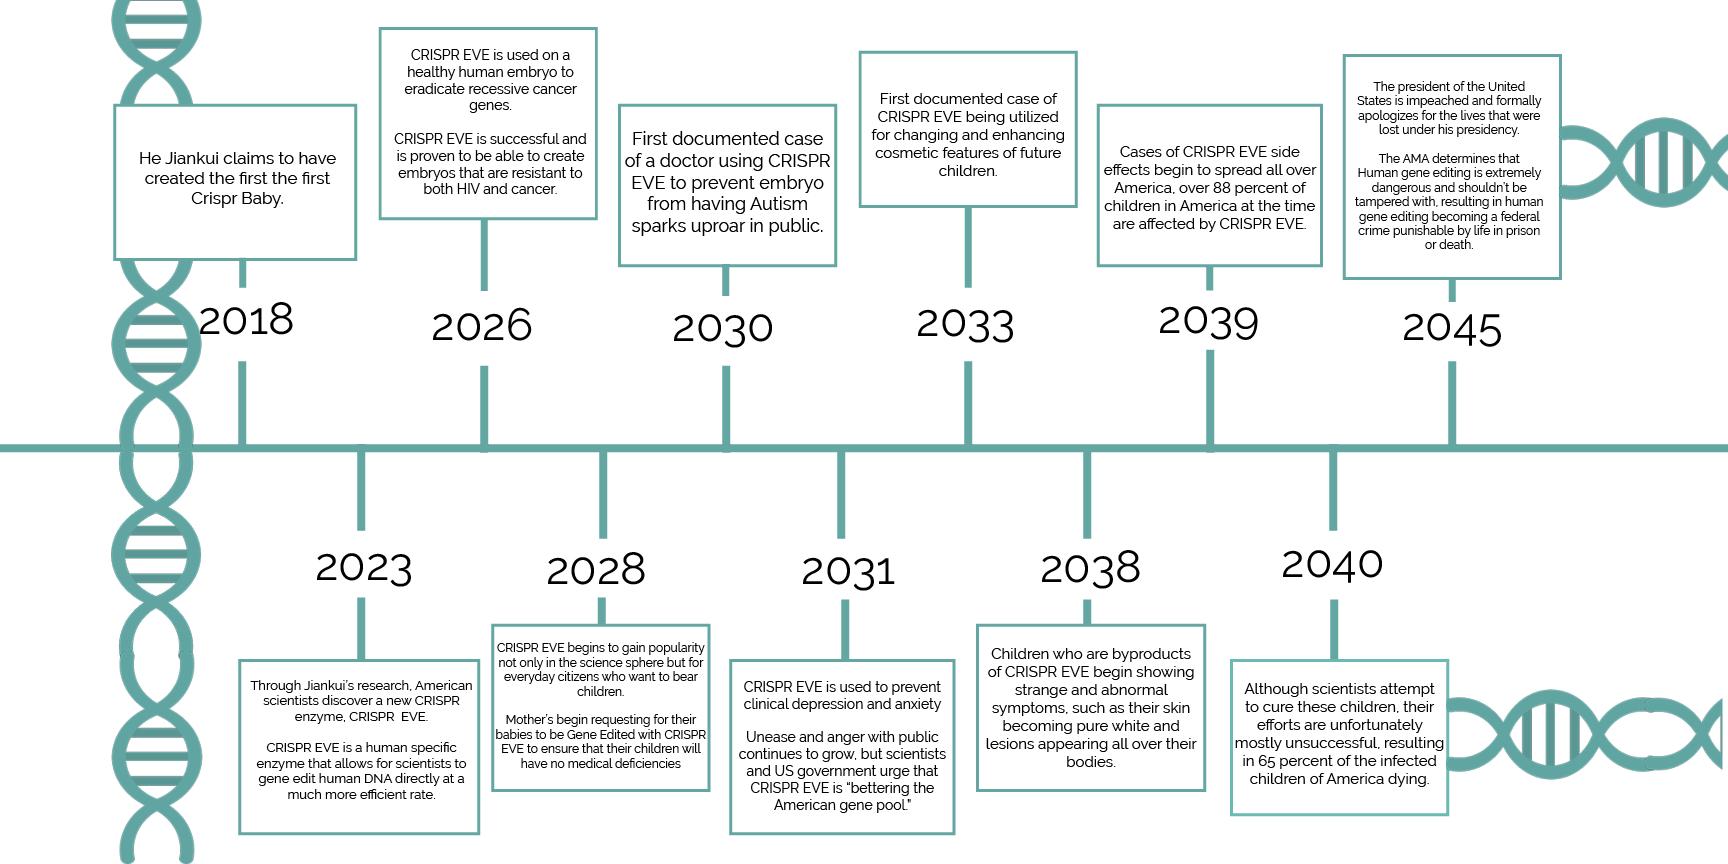 He Jiankui claims to have
created the first the first
Crispr Baby.
2018
Through Jiankui's research, American
scientists discover a new CRISPR
enzyme, CRISPR EVE.
CRISPR EVE is a human specific
enzyme that allows for scientists to
gene edit human DNA directly at a
much more efficient rate.
2023
CRISPR EVE is used on a
healthy human embryo to
eradicate recessive cancer
genes.
CRISPR EVE is successful and
is proven to be able to create
embryos that are resistant to
both HIV and cancer.
2026
2028
CRISPR EVE begins to gain popularity
not only in the science sphere but for
everyday citizens who want to bear
children.
Mother's begin requesting for their
babies to be Gene Edited with CRISPR
EVE to ensure that their children will
have no medical deficiencies
First documented case
of a doctor using CRISPR
EVE to prevent embryo
from having Autism
sparks uproar in public.
2030
2031
CRISPR EVE is used to prevent
clinical depression and anxiety
Unease and anger with public
continues to grow, but scientists
and US government urge that
CRISPR EVE is “bettering the
American gene pool.”
First documented case of
CRISPR EVE being utilized
for changing and enhancing
cosmetic features of future
children.
2033
2038
Children who are byproducts
of CRISPR EVE begin showing
strange and abnormal
symptoms, such as their skin
becoming pure white and
lesions appearing all over their
bodies.
Cases of CRISPR EVE side
effects begin to spread all over
America, over 88 percent of
children in America at the time
are affected by CRISPR EVE.
2039
2040
Although scientists attempt
to cure these children, their
efforts are unfortunately
mostly unsuccessful, resulting
in 65 percent of the infected
children of America dying.
The president of the United
States is impeached and formally
apologizes for the lives that were
lost under his presidency.
The AMA determines that
Human gene editing is extremely
dangerous and shouldn't be
tampered with, resulting in human
gene editing becoming a federal
crime punishable by life in prison
or death.
2045